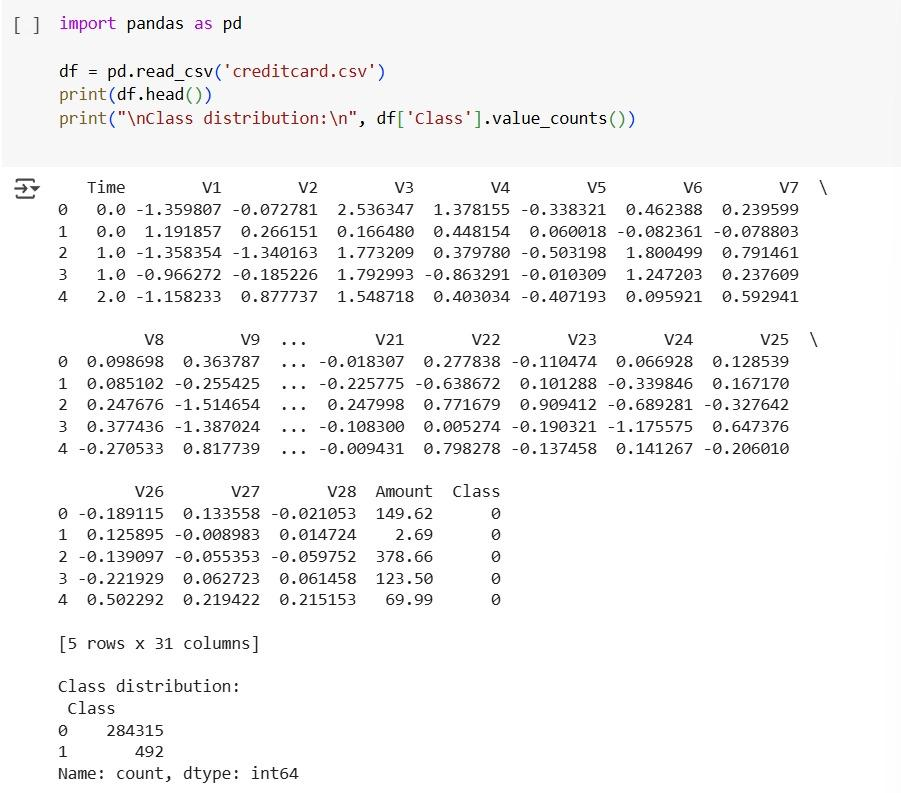 [ ] import pandas as pd
df = pd.read_csv('creditcard.csv')
print(df.head())
print("\nClass distribution:\n", df['Class'].value_counts())
Time V1 V2 V3 V4 V5 V6 V7 \
0 0.0 -1.359807 -0.072781 2.536347 1.378155 -0.338321 0.462388 0.239599
1 0.0 1.191857 0.266151 0.166480 0.448154 0.060018 -0.082361 -0.078803
2 1.0 -1.358354 -1.340163 1.773209 0.379780 -0.503198 1.800499 0.791461
3 1.0 -0.966272 -0.185226 1.792993 -0.863291 -0.010309 1.247203 0.237609
4 2.0 -1.158233 0.877737 1.548718 0.403034 -0.407193 0.095921 0.592941
V8 V9 ... V21 V22 V23 V24 V25 \
0 0.098698 0.363787 ... -0.018307 0.277838 -0.110474 0.066928 0.128539
1 0.085102 -0.255425 ... -0.225775 -0.638672 0.101288 -0.339846 0.167170
2 0.247676 -1.514654 ... 0.247998 0.771679 0.909412 -0.689281 -0.327642
3 0.377436 -1.387024 ... -0.108300 0.005274 -0.190321 -1.175575 0.647376
4 -0.270533 0.817739 ... -0.009431 0.798278 -0.137458 0.141267 -0.206010
V26 V27 V28 Amount Class
0 -0.189115 0.133558 -0.021053 149.62 0
1 0.125895 -0.008983 0.014724 2.69 0
2 -0.139097 -0.055353 -0.059752 378.66 0
3 -0.221929 0.062723 0.061458 123.50 0
4 0.502292 0.219422 0.215153 69.99 0
[5 rows x 31 columns]
Class distribution:
Class
0 284315
1 492
Name: count, dtype: int64